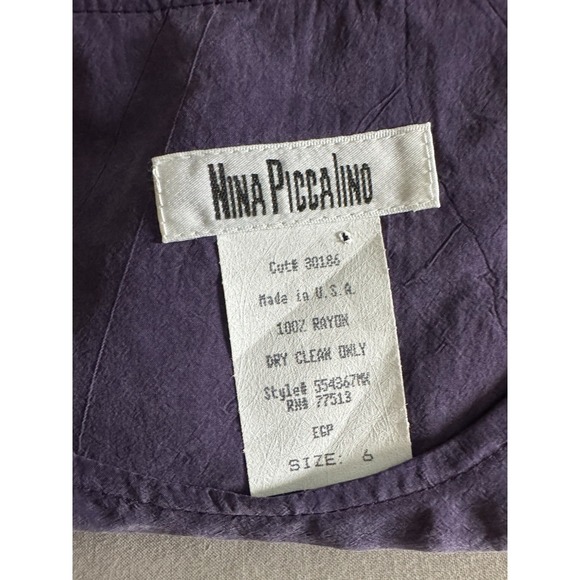 NINA PICCALINO
Cut# 30186
Made in U.S.A.
100% RAYON
DRY CLEAN ONLY
Style# 554367MK
RN# 77513
EGP
SIZE: 6